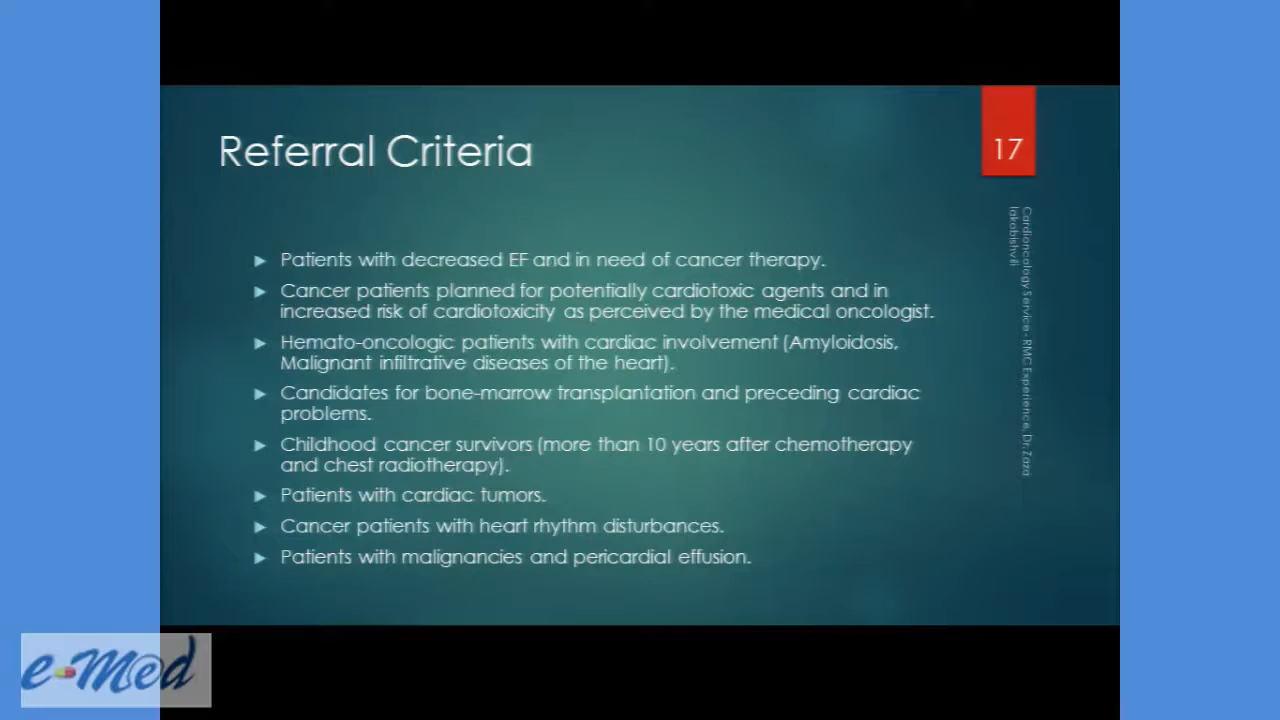 Referral Criteria
17
Patients with decreased EF and in need of cancer therapy.
Cancer patients planned for potentially cardiotoxic agents and in
increased risk of cardiotoxicity as perceived by the medical oncologist.
Hemato-oncologic patients with cardiac involvement (Amyloidosis,
Malignant infiltrative diseases of the heart).
Candidates for bone-marrow transplantation and preceding cardiac
problems.
Childhood cancer survivors (more than 10 years after chemotherapy
and chest radiotherapy).
Patients with cardiac tumors.
Cancer patients with heart rhythm disturbances.
Patients with malignancies and pericardial effusion.
Cardioncology Service - RMC Experience, Dr. Zaza
Iakobishvili
e-Med